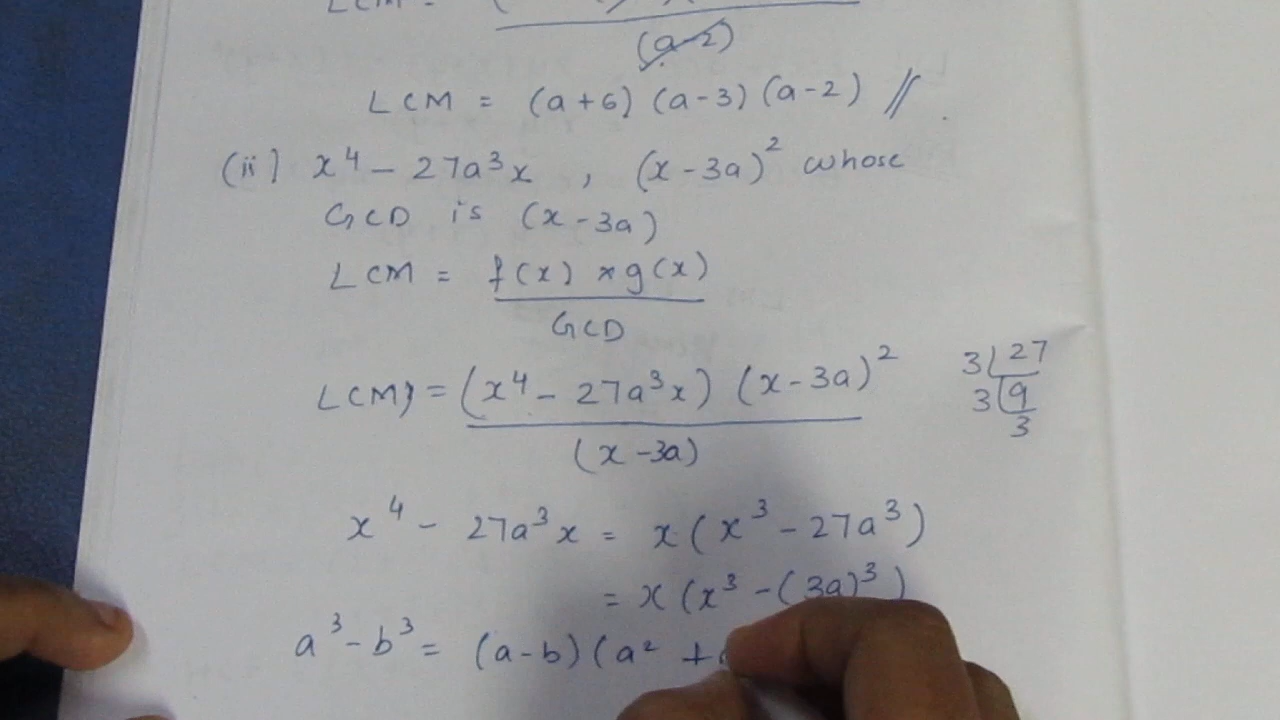 LCM =
(a-2)
LCM = (a+6) (a-3) (a-2) //
(ii) x⁴ - 27a³x , (x-3a)² whose
GCD is (x-3a)
LCM = f(x) × g(x)
GCD
LCM = (x⁴ - 27a³x) (x-3a)²
(x-3a)
3 27
3 9
3
x⁴ - 27a³x = x(x³ - 27a³)
= x(x³ - (3a)³)
a³ - b³ = (a-b)(a² +